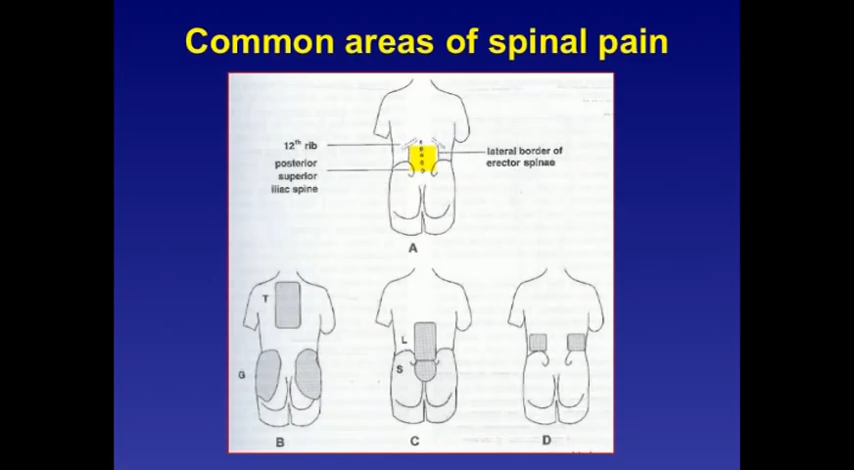 Common areas of spinal pain
12th rib
posterior
superior
iliac spine
lateral border of
erector spinae
A
T
G
B
L
S
C
D